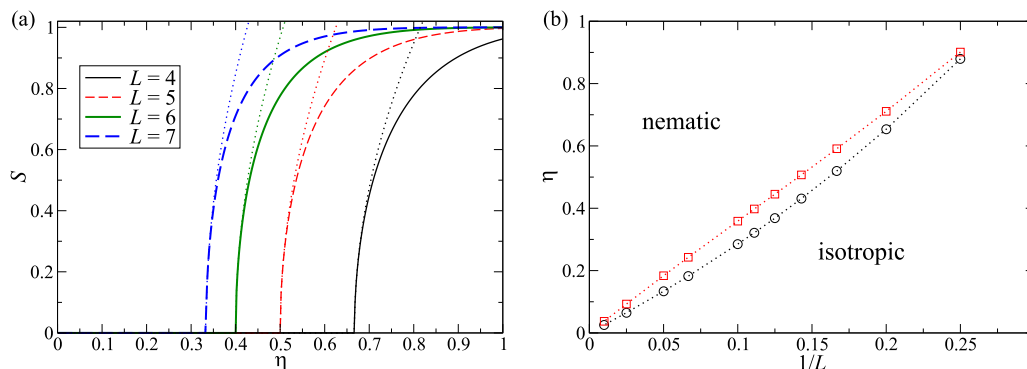 (a)
1
0.8
0.6
0.4
0.2
0
S
L = 4
L = 5
L = 6
L = 7
0 0.1 0.2 0.3 0.4 0.5 0.6 0.7 0.8 0.9 1
η
(b)
1
0.8
0.6
0.4
0.2
0
η
nematic
isotropic
0 0.05 0.1 0.15 0.2 0.25
1/L